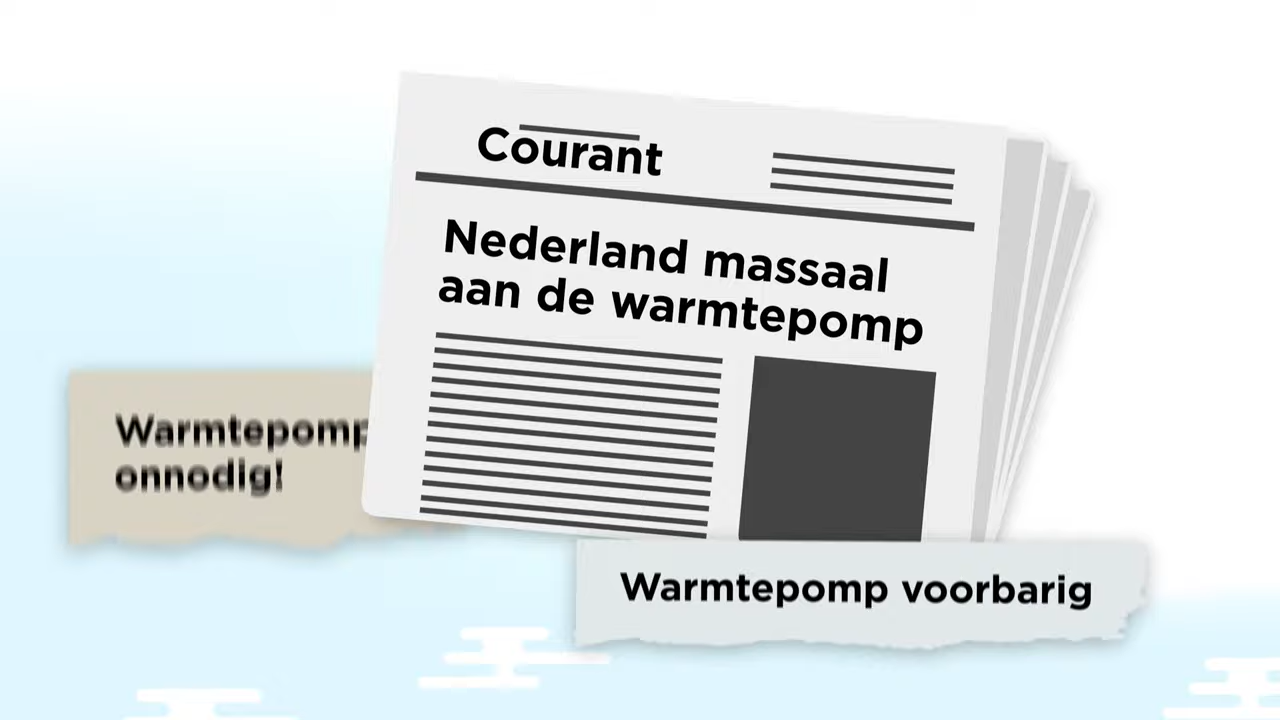 Courant
Nederland massaal
aan de warmtepomp
Warmtepomp
onnodig!
Warmtepomp voorbarig